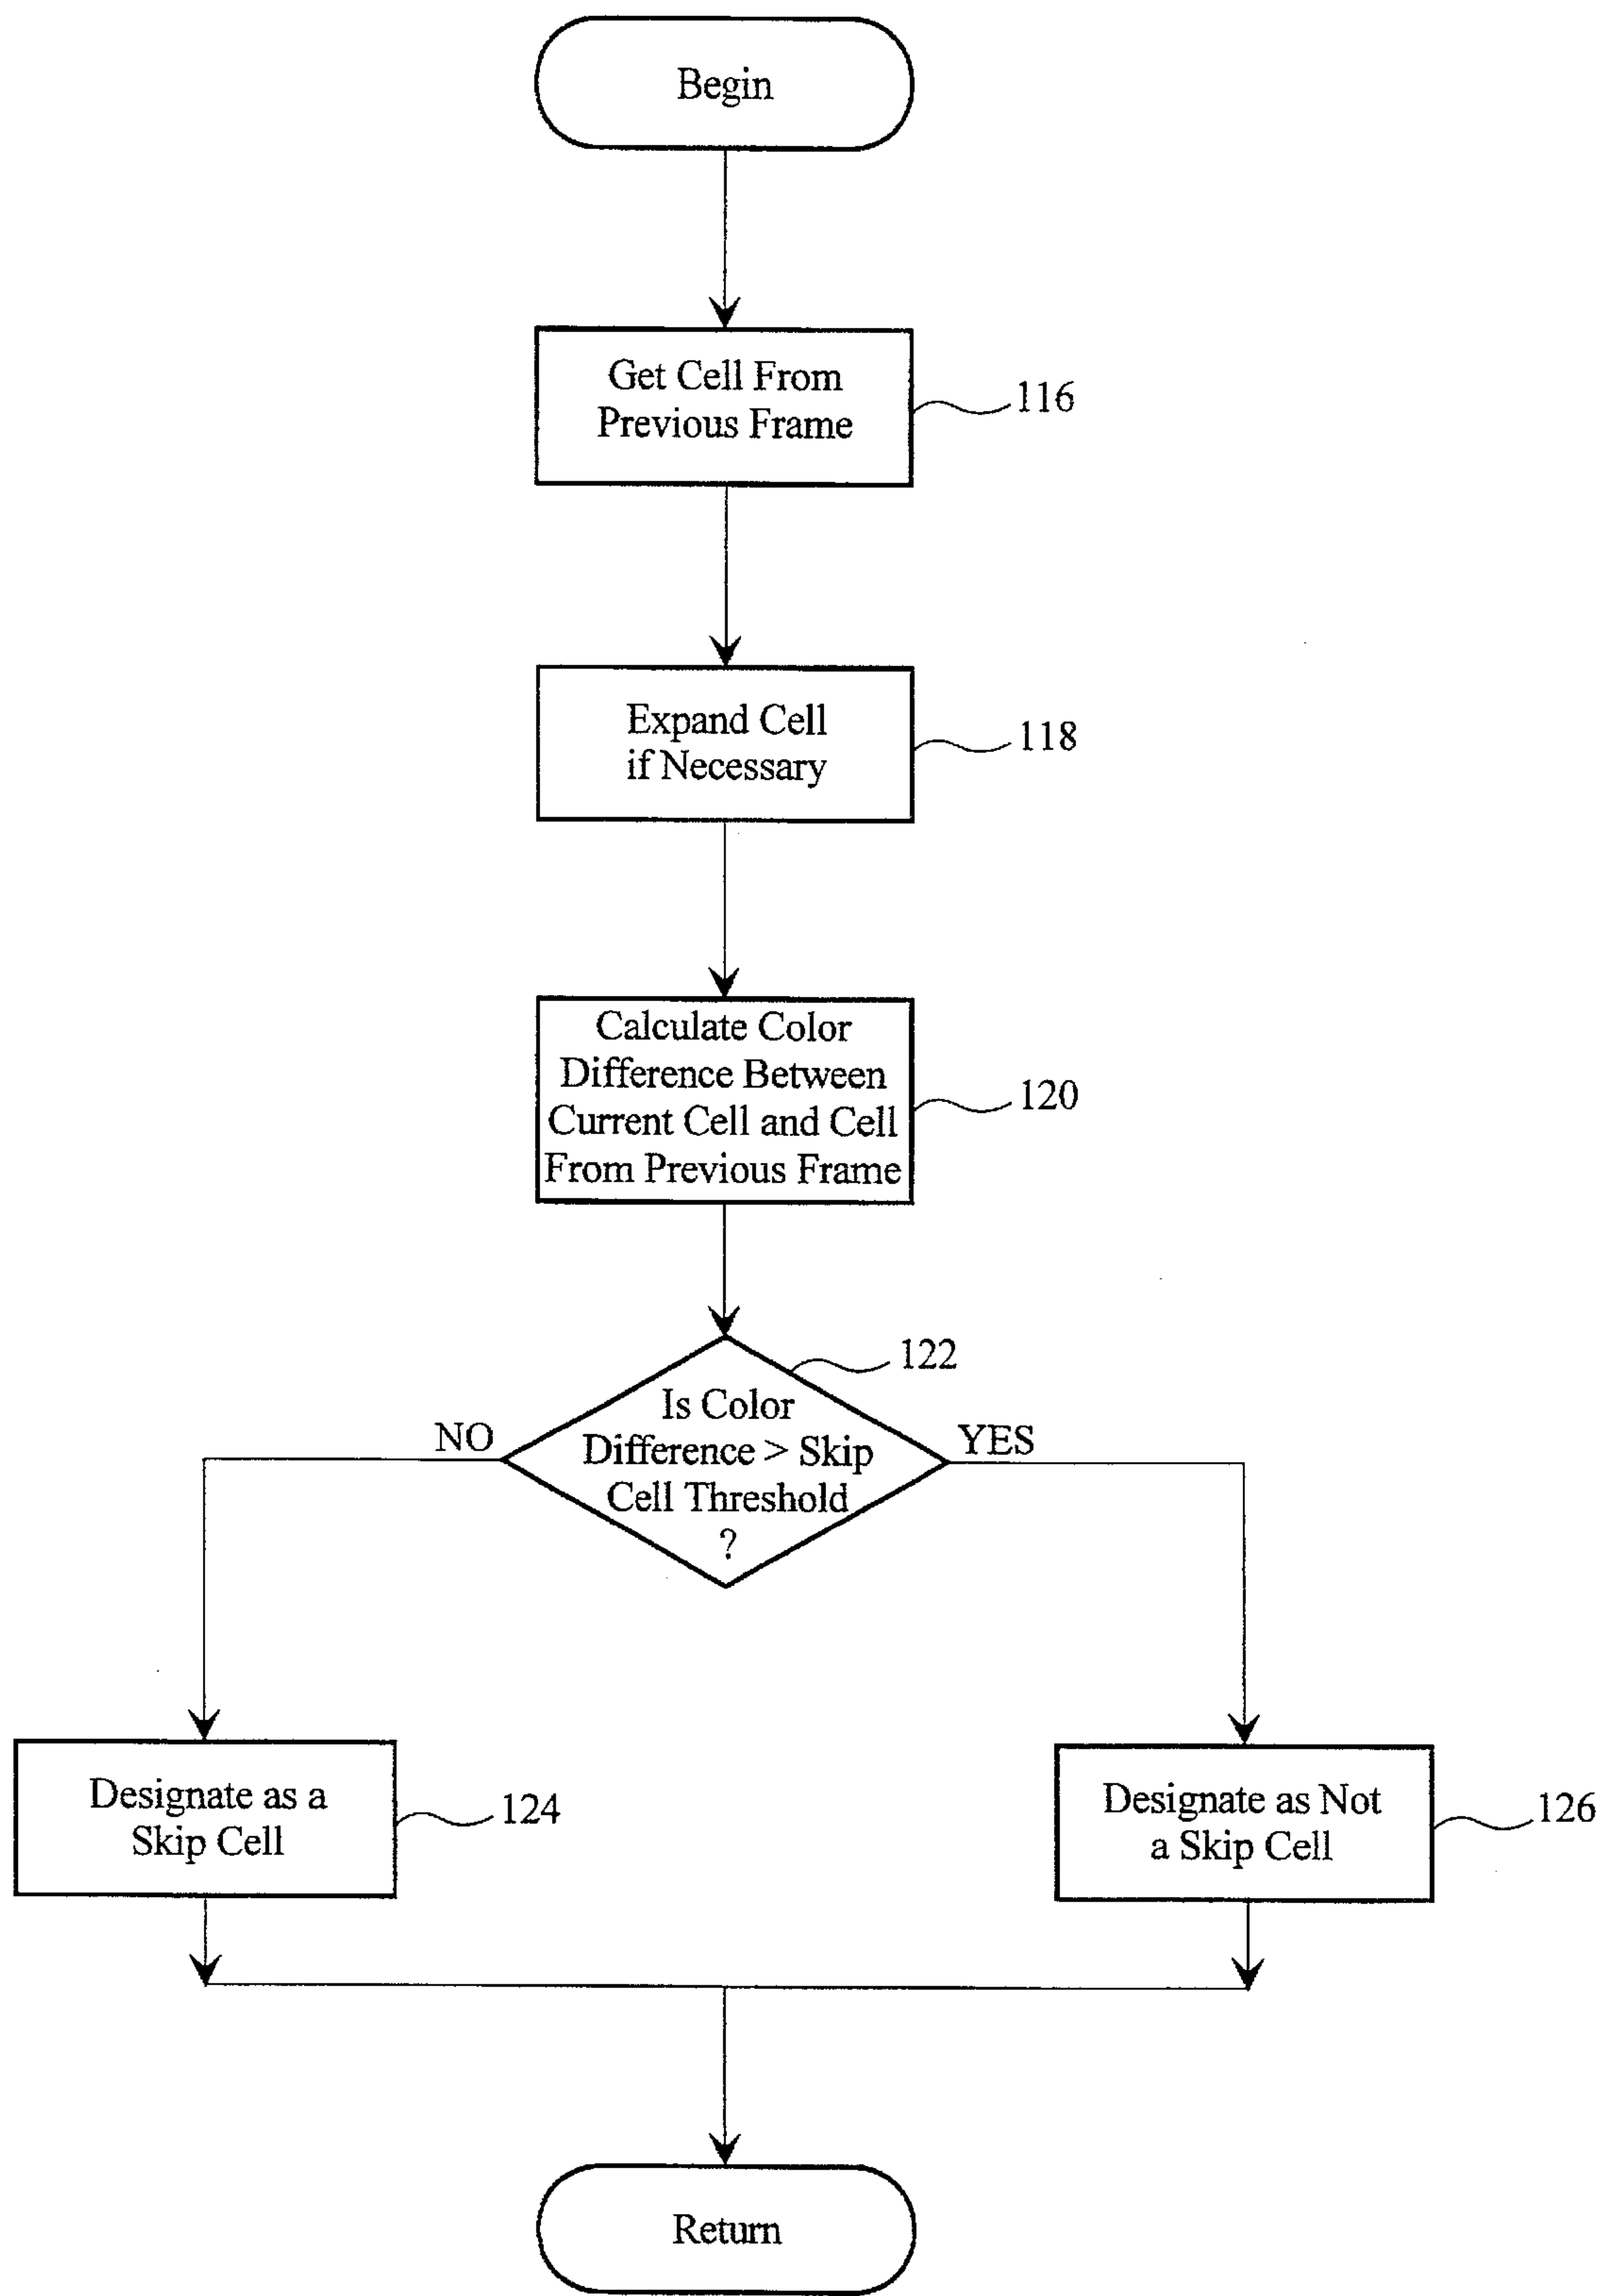 Begin
Get Cell From
Previous Frame
116
Expand Cell
if Necessary
118
Calculate Color
Difference Between
Current Cell and Cell
From Previous Frame
120
122
Is Color
Difference > Skip
Cell Threshold
?
NO
YES
Designate as a
Skip Cell
124
Designate as Not
a Skip Cell
126
Return